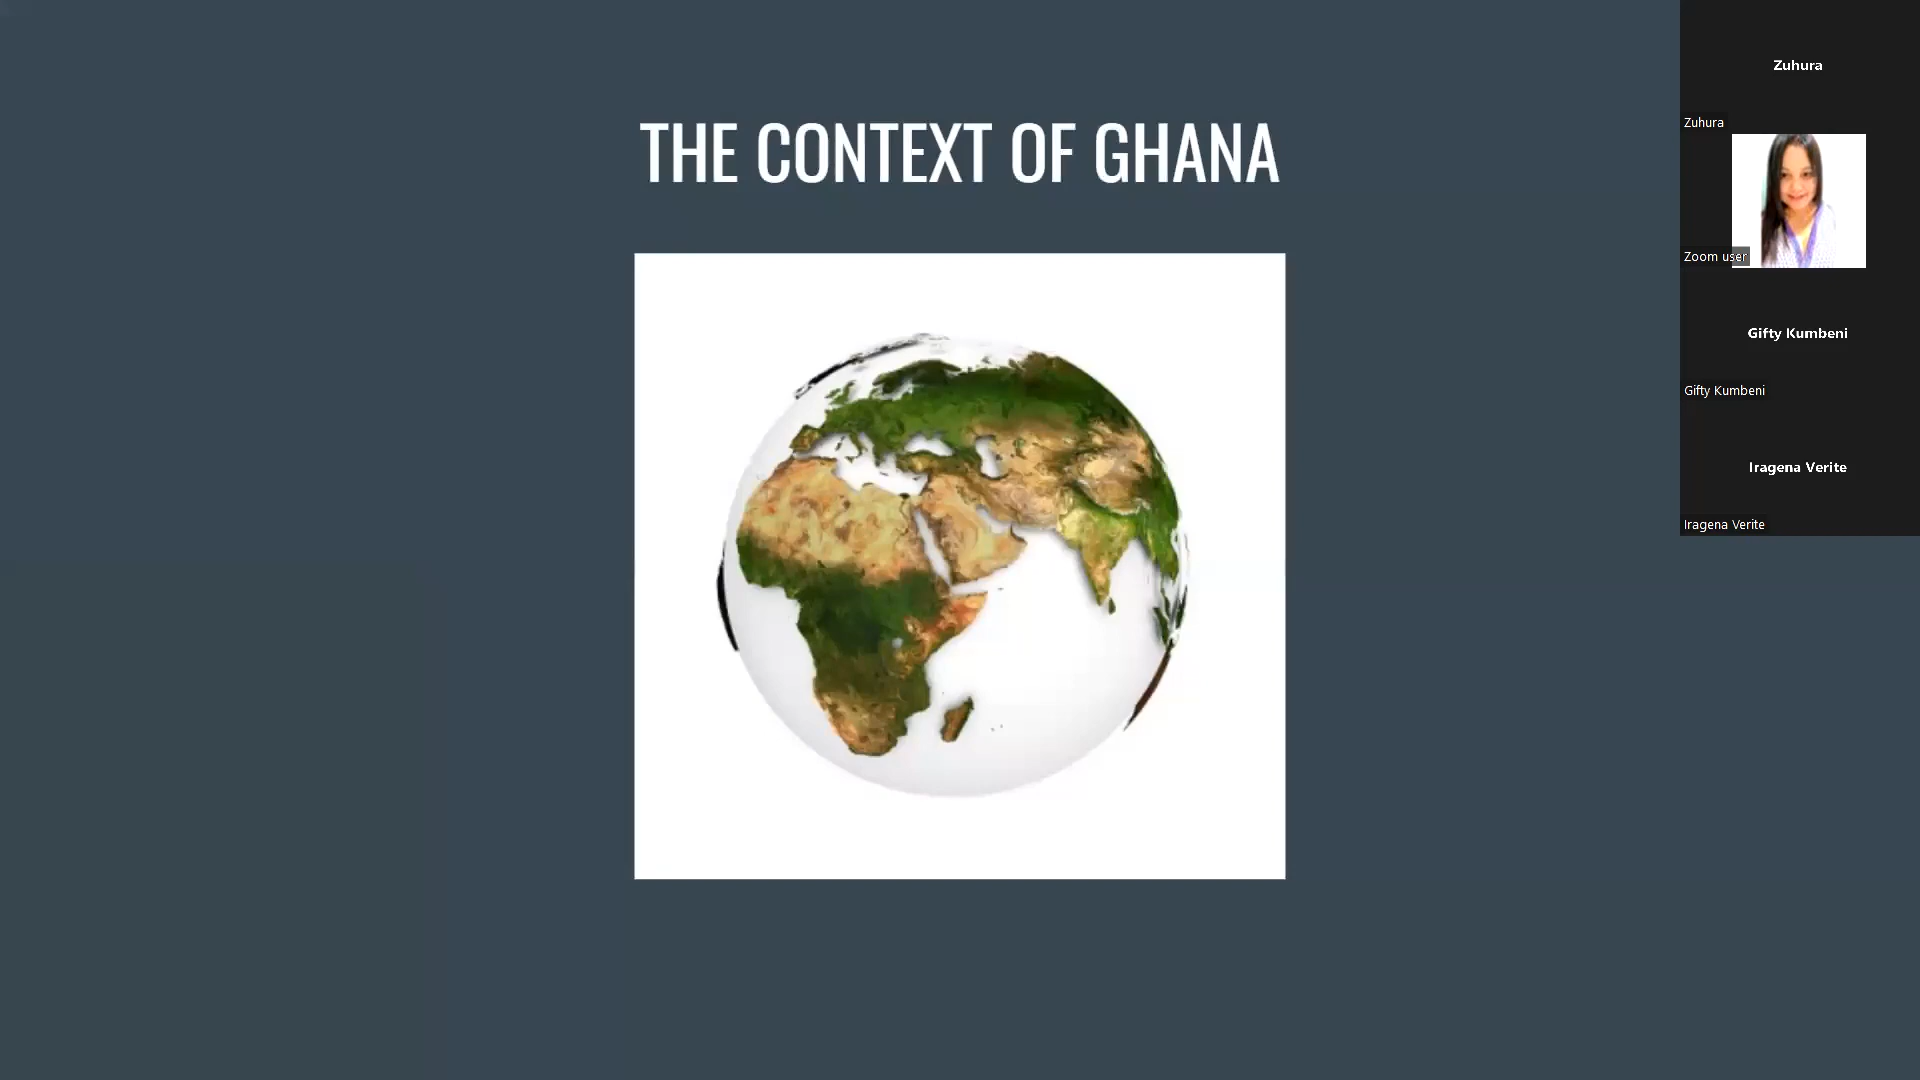 THE CONTEXT OF GHANA
Zuhura
Zuhura
Zoom user
Gifty Kumbeni
Gifty Kumbeni
Iragena Verite
Iragena Verite